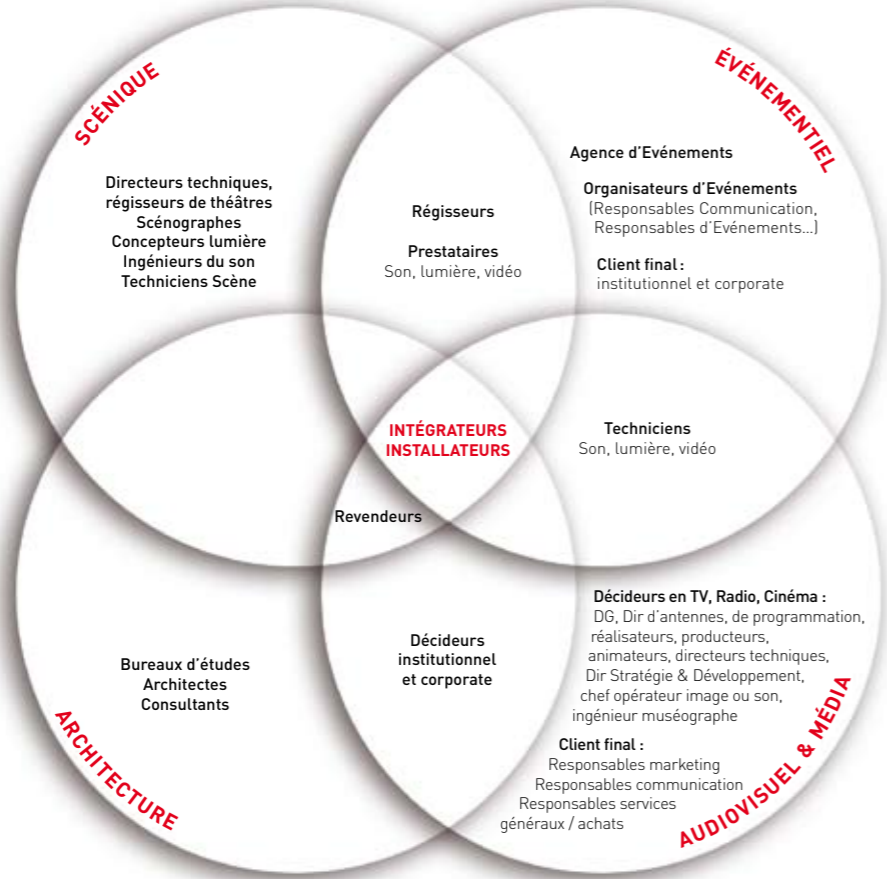 SCÉNIQUE
Directeurs techniques,
régisseurs de théâtres
Scénographes
Concepteurs lumière
Ingénieurs du son
Techniciens Scène
Régisseurs
Prestataires
Son, lumière, vidéo
ÉVÉNEMENTIEL
Agence d'Evénements
Organisateurs d'Evénements
(Responsables Communication,
Responsables d'Evénements...)
Client final :
institutionnel et corporate
INTÉGRATEURS
INSTALLATEURS
Techniciens
Son, lumière, vidéo
Revendeurs
Bureaux d'études
Architectes
Consultants
ARCHITECTURE
Décideurs
institutionnel
et corporate
Décideurs en TV, Radio, Cinéma :
DG, Dir d'antennes, de programmation,
réalisateurs, producteurs,
animateurs, directeurs techniques,
Dir Stratégie & Développement,
chef opérateur image ou son,
ingénieur muséographe
Client final :
Responsables marketing
Responsables communication
Responsables services
généraux / achats
AUDIOVISUEL & MÉDIA